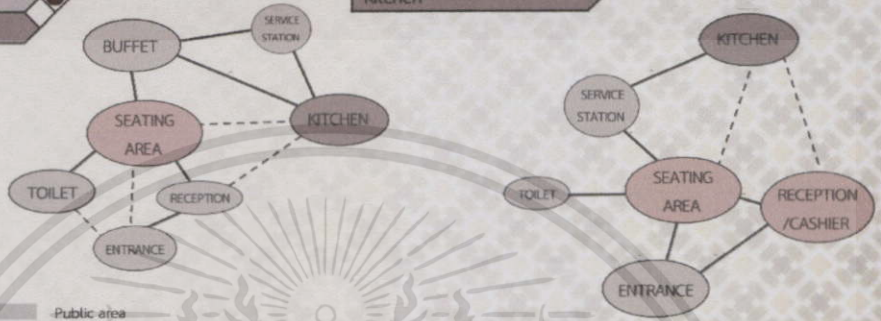 KITCHEN
BUFFET
SERVICE
STATION
SEATING
AREA
KITCHEN
TOILET
RECEPTION
ENTRANCE
Public area
KITCHEN
SERVICE
STATION
TOILET
SEATING
AREA
RECEPTION
/CASHIER
ENTRANCE